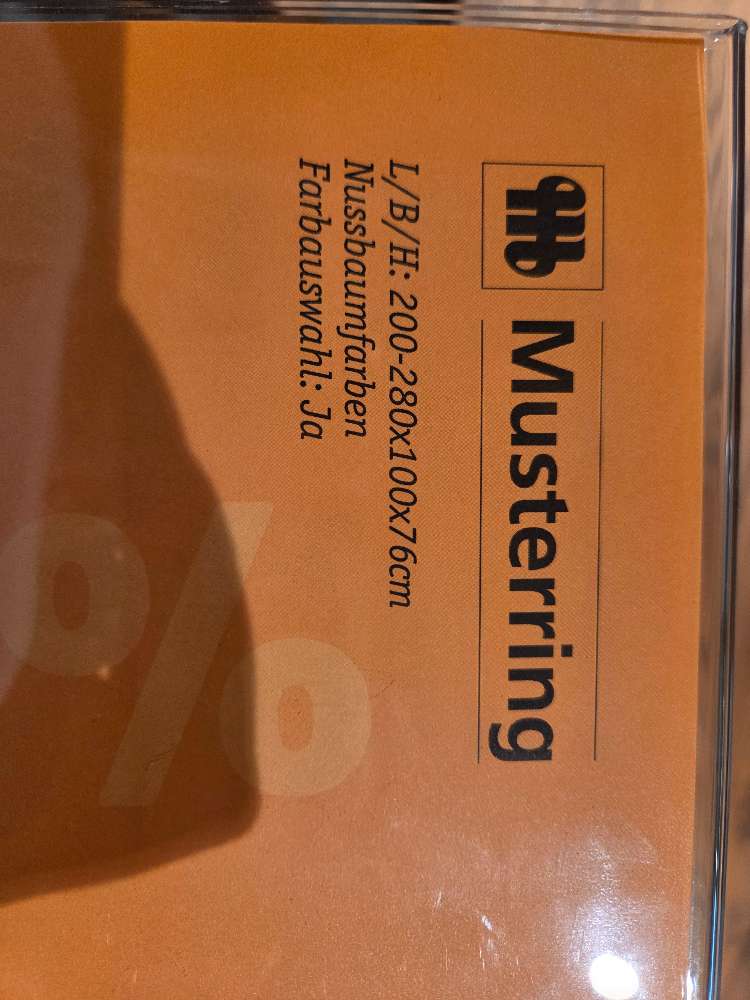 Musterring
L/B/H: 200-280x100x76cm
Nussbaumfarben
Farbauswahl: Ja
%